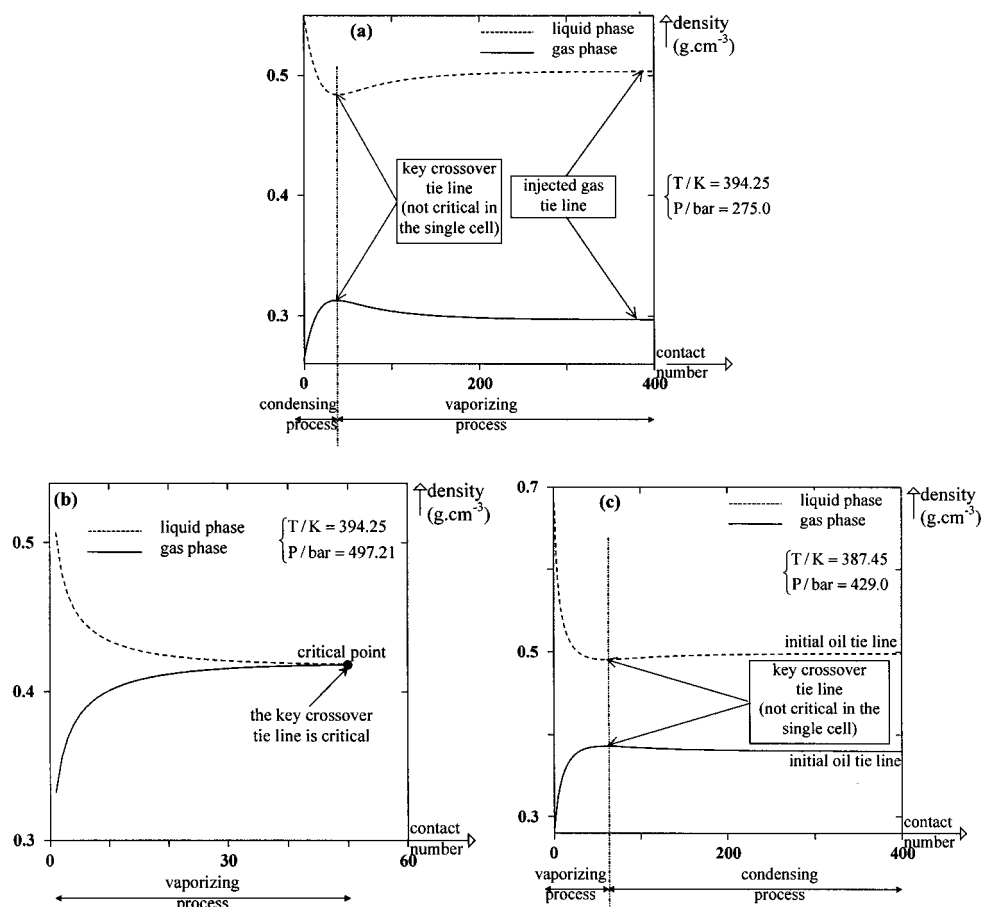 (a)
liquid phase
gas phase
density
(g.cm⁻³)
0.5
0.4
0.3
key crossover
tie line
(not critical in
the single cell)
injected gas
tie line
T / K = 394.25
P / bar = 275.0
contact
number
0
200
400
condensing
process
vaporizing
process
(b)
liquid phase
gas phase
T / K = 394.25
P / bar = 497.21
density
(g.cm⁻³)
0.5
0.4
0.3
critical point
the key crossover
tie line is critical
contact
number
0
30
60
vaporizing
process
(c)
liquid phase
gas phase
density
(g.cm⁻³)
T / K = 387.45
P / bar = 429.0
0.7
0.5
0.3
initial oil tie line
key crossover
tie line
(not critical in the
single cell)
initial oil tie line
contact
number
0
200
400
vaporizing
process
condensing
process